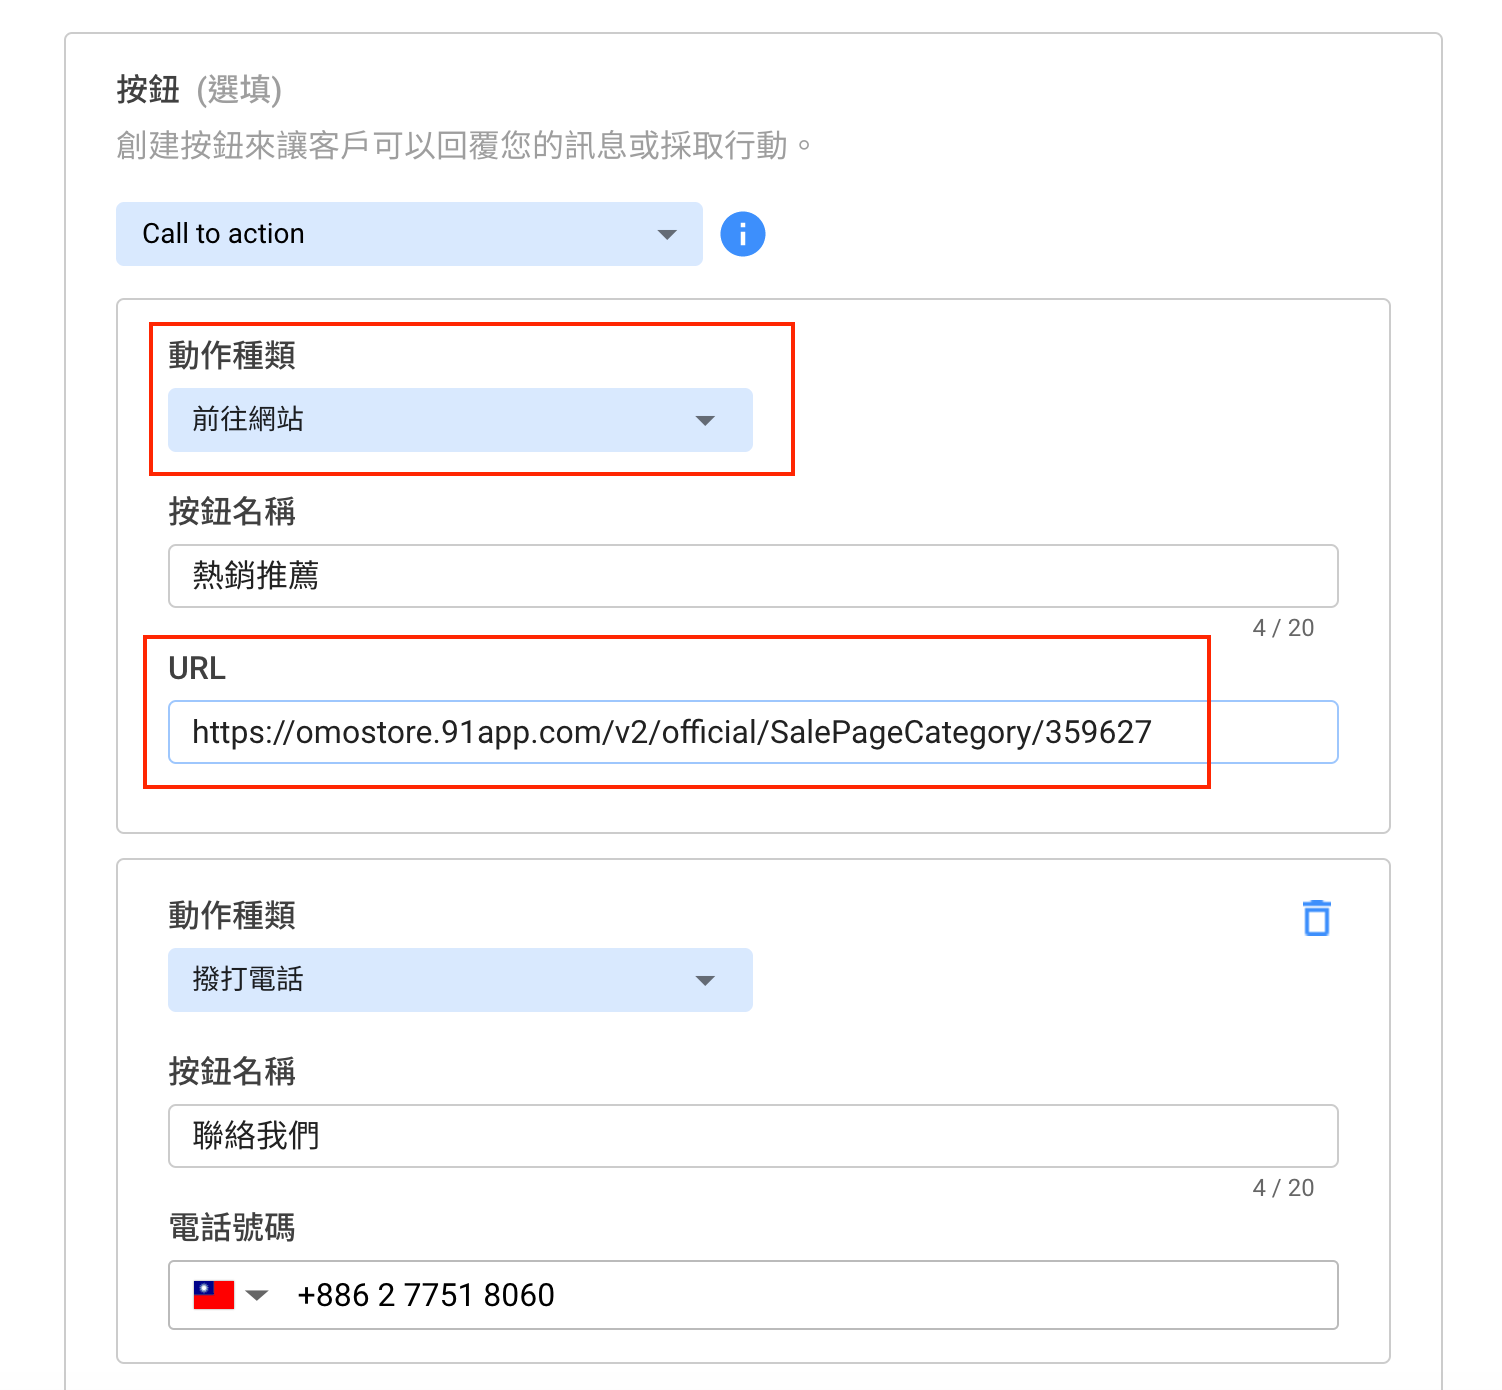 按鈕 (選填)
創建按鈕來讓客戶可以回覆您的訊息或採取行動。
Call to action
動作種類
前往網站
按鈕名稱
熱銷推薦
4 / 20
URL
https://omostore.91app.com/v2/official/SalePageCategory/359627
動作種類
撥打電話
按鈕名稱
聯絡我們
4 / 20
電話號碼
+886 2 7751 8060